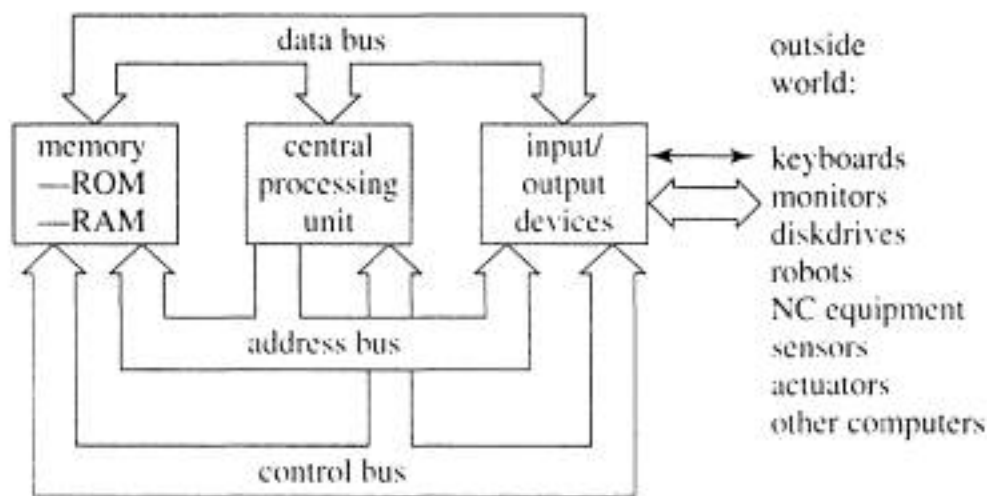 data bus
outside
world:
memory
—ROM
—RAM
central
processing
unit
input/
output
devices
keyboards
monitors
diskdrives
robots
NC equipment
sensors
actuators
other computers
address bus
control bus